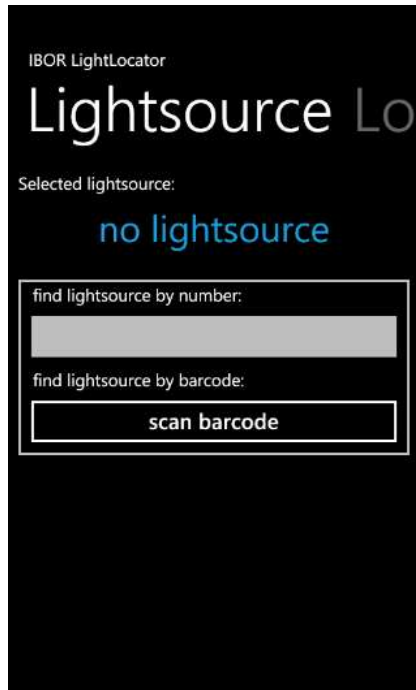 IBOR LightLocator
Lightsource Lo
Selected lightsource:
no lightsource
find lightsource by number:
find lightsource by barcode:
scan barcode